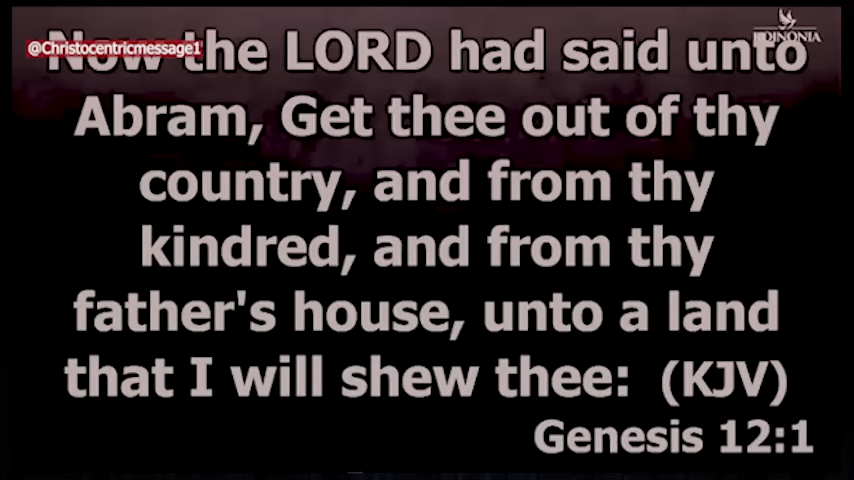 @Christocentricmessage1
KOINONIA
Now the LORD had said unto
Abram, Get thee out of thy
country, and from thy
kindred, and from thy
father's house, unto a land
that I will shew thee: (KJV)
Genesis 12:1